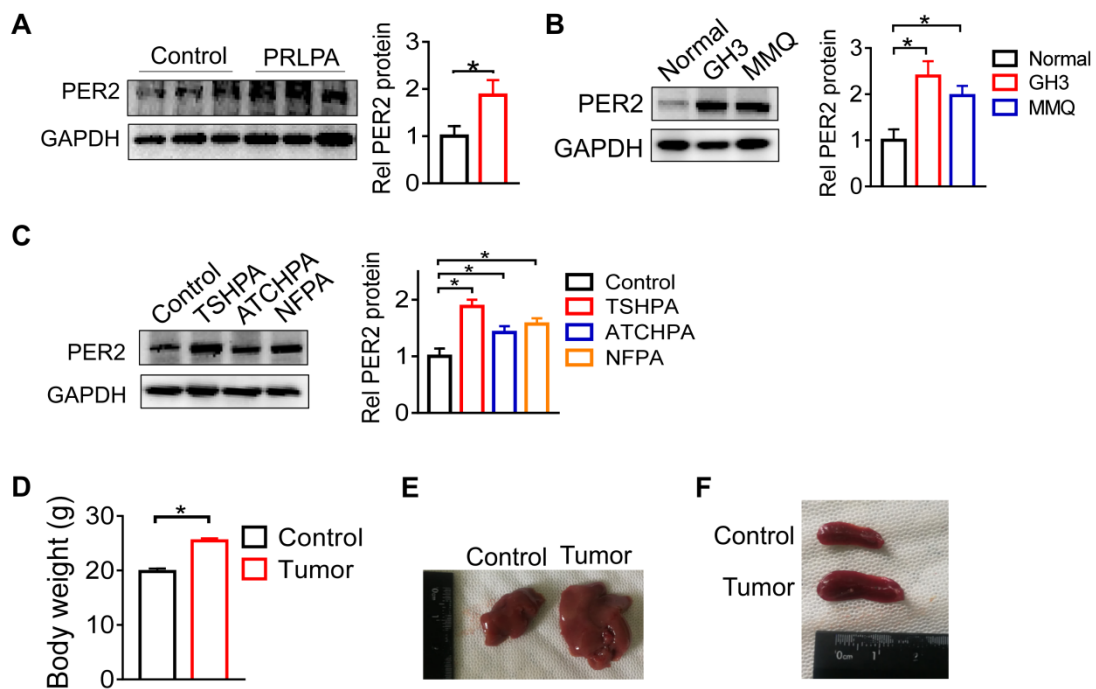 A
Control PRLPA
PER2
GAPDH
Rel PER2 protein
3
2
1
0
*
B
Normal GH3 MMQ
PER2
GAPDH
Rel PER2 protein
3
2
1
0
*
*
Normal
GH3
MMQ
C
Control TSHPA ATCHPA NFPA
PER2
GAPDH
Rel PER2 protein
2
1
0
*
*
*
Control
TSHPA
ATCHPA
NFPA
D
Body weight (g)
30
20
10
0
*
Control
Tumor
E
Control Tumor
0cm 1
F
Control
Tumor
0cm 1